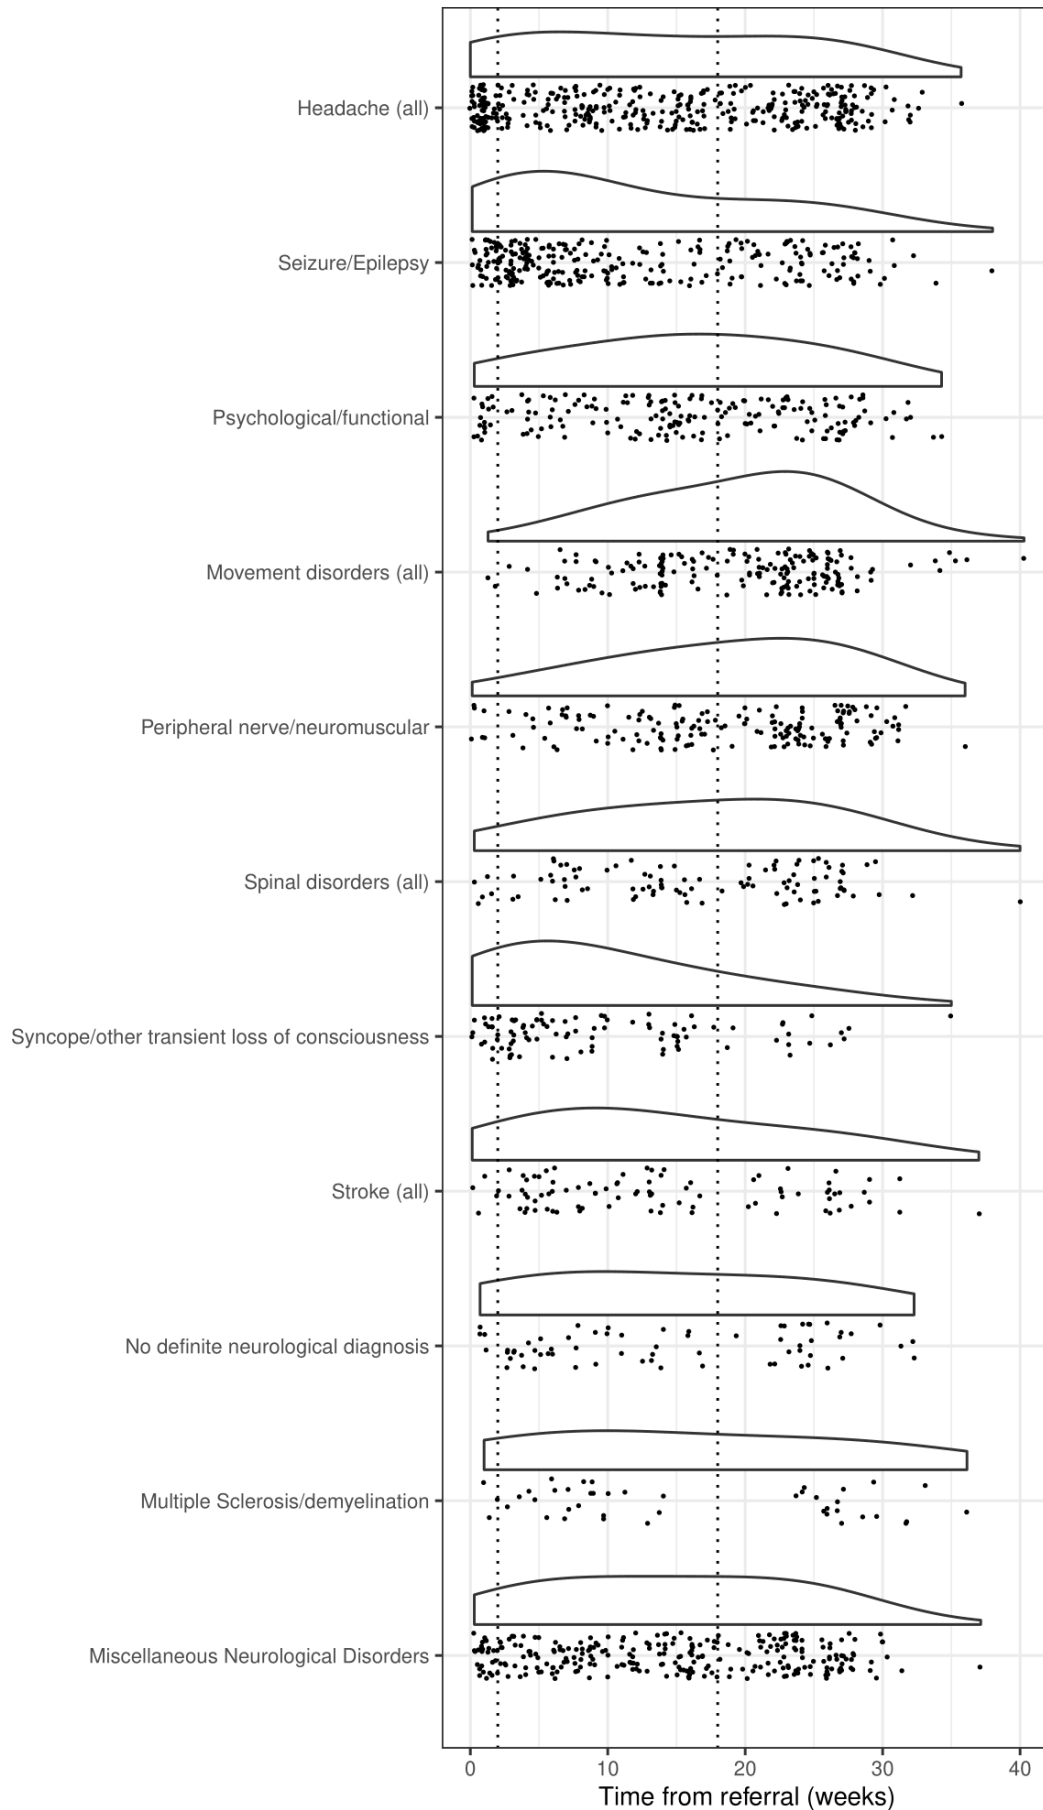 Headache (all)
Seizure/Epilepsy
Psychological/functional
Movement disorders (all)
Peripheral nerve/neuromuscular
Spinal disorders (all)
Syncope/other transient loss of consciousness
Stroke (all)
No definite neurological diagnosis
Multiple Sclerosis/demyelination
Miscellaneous Neurological Disorders
0 10 20 30 40
Time from referral (weeks)